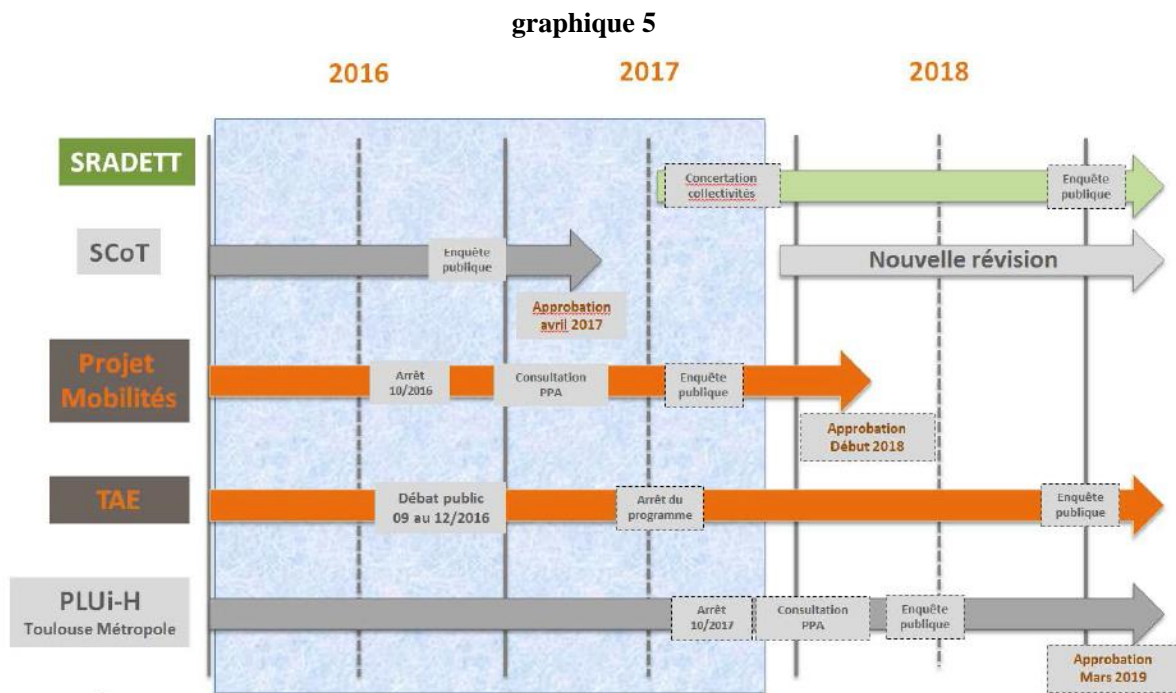 graphique 5
2016
2017
2018
SRADETT
Concertation
collectivités
Enquête
publique
SCoT
Enquête
publique
Nouvelle révision
Approbation
avril 2017
Projet
Mobilités
Arrêt
10/2016
Consultation
PPA
Enquête
publique
Approbation
Début 2018
TAE
Débat public
09 au 12/2016
Arrêt du
programme
Enquête
publique
PLUi-H
Toulouse Métropole
Arrêt
10/2017
Consultation
PPA
Enquête
publique
Approbation
Mars 2019